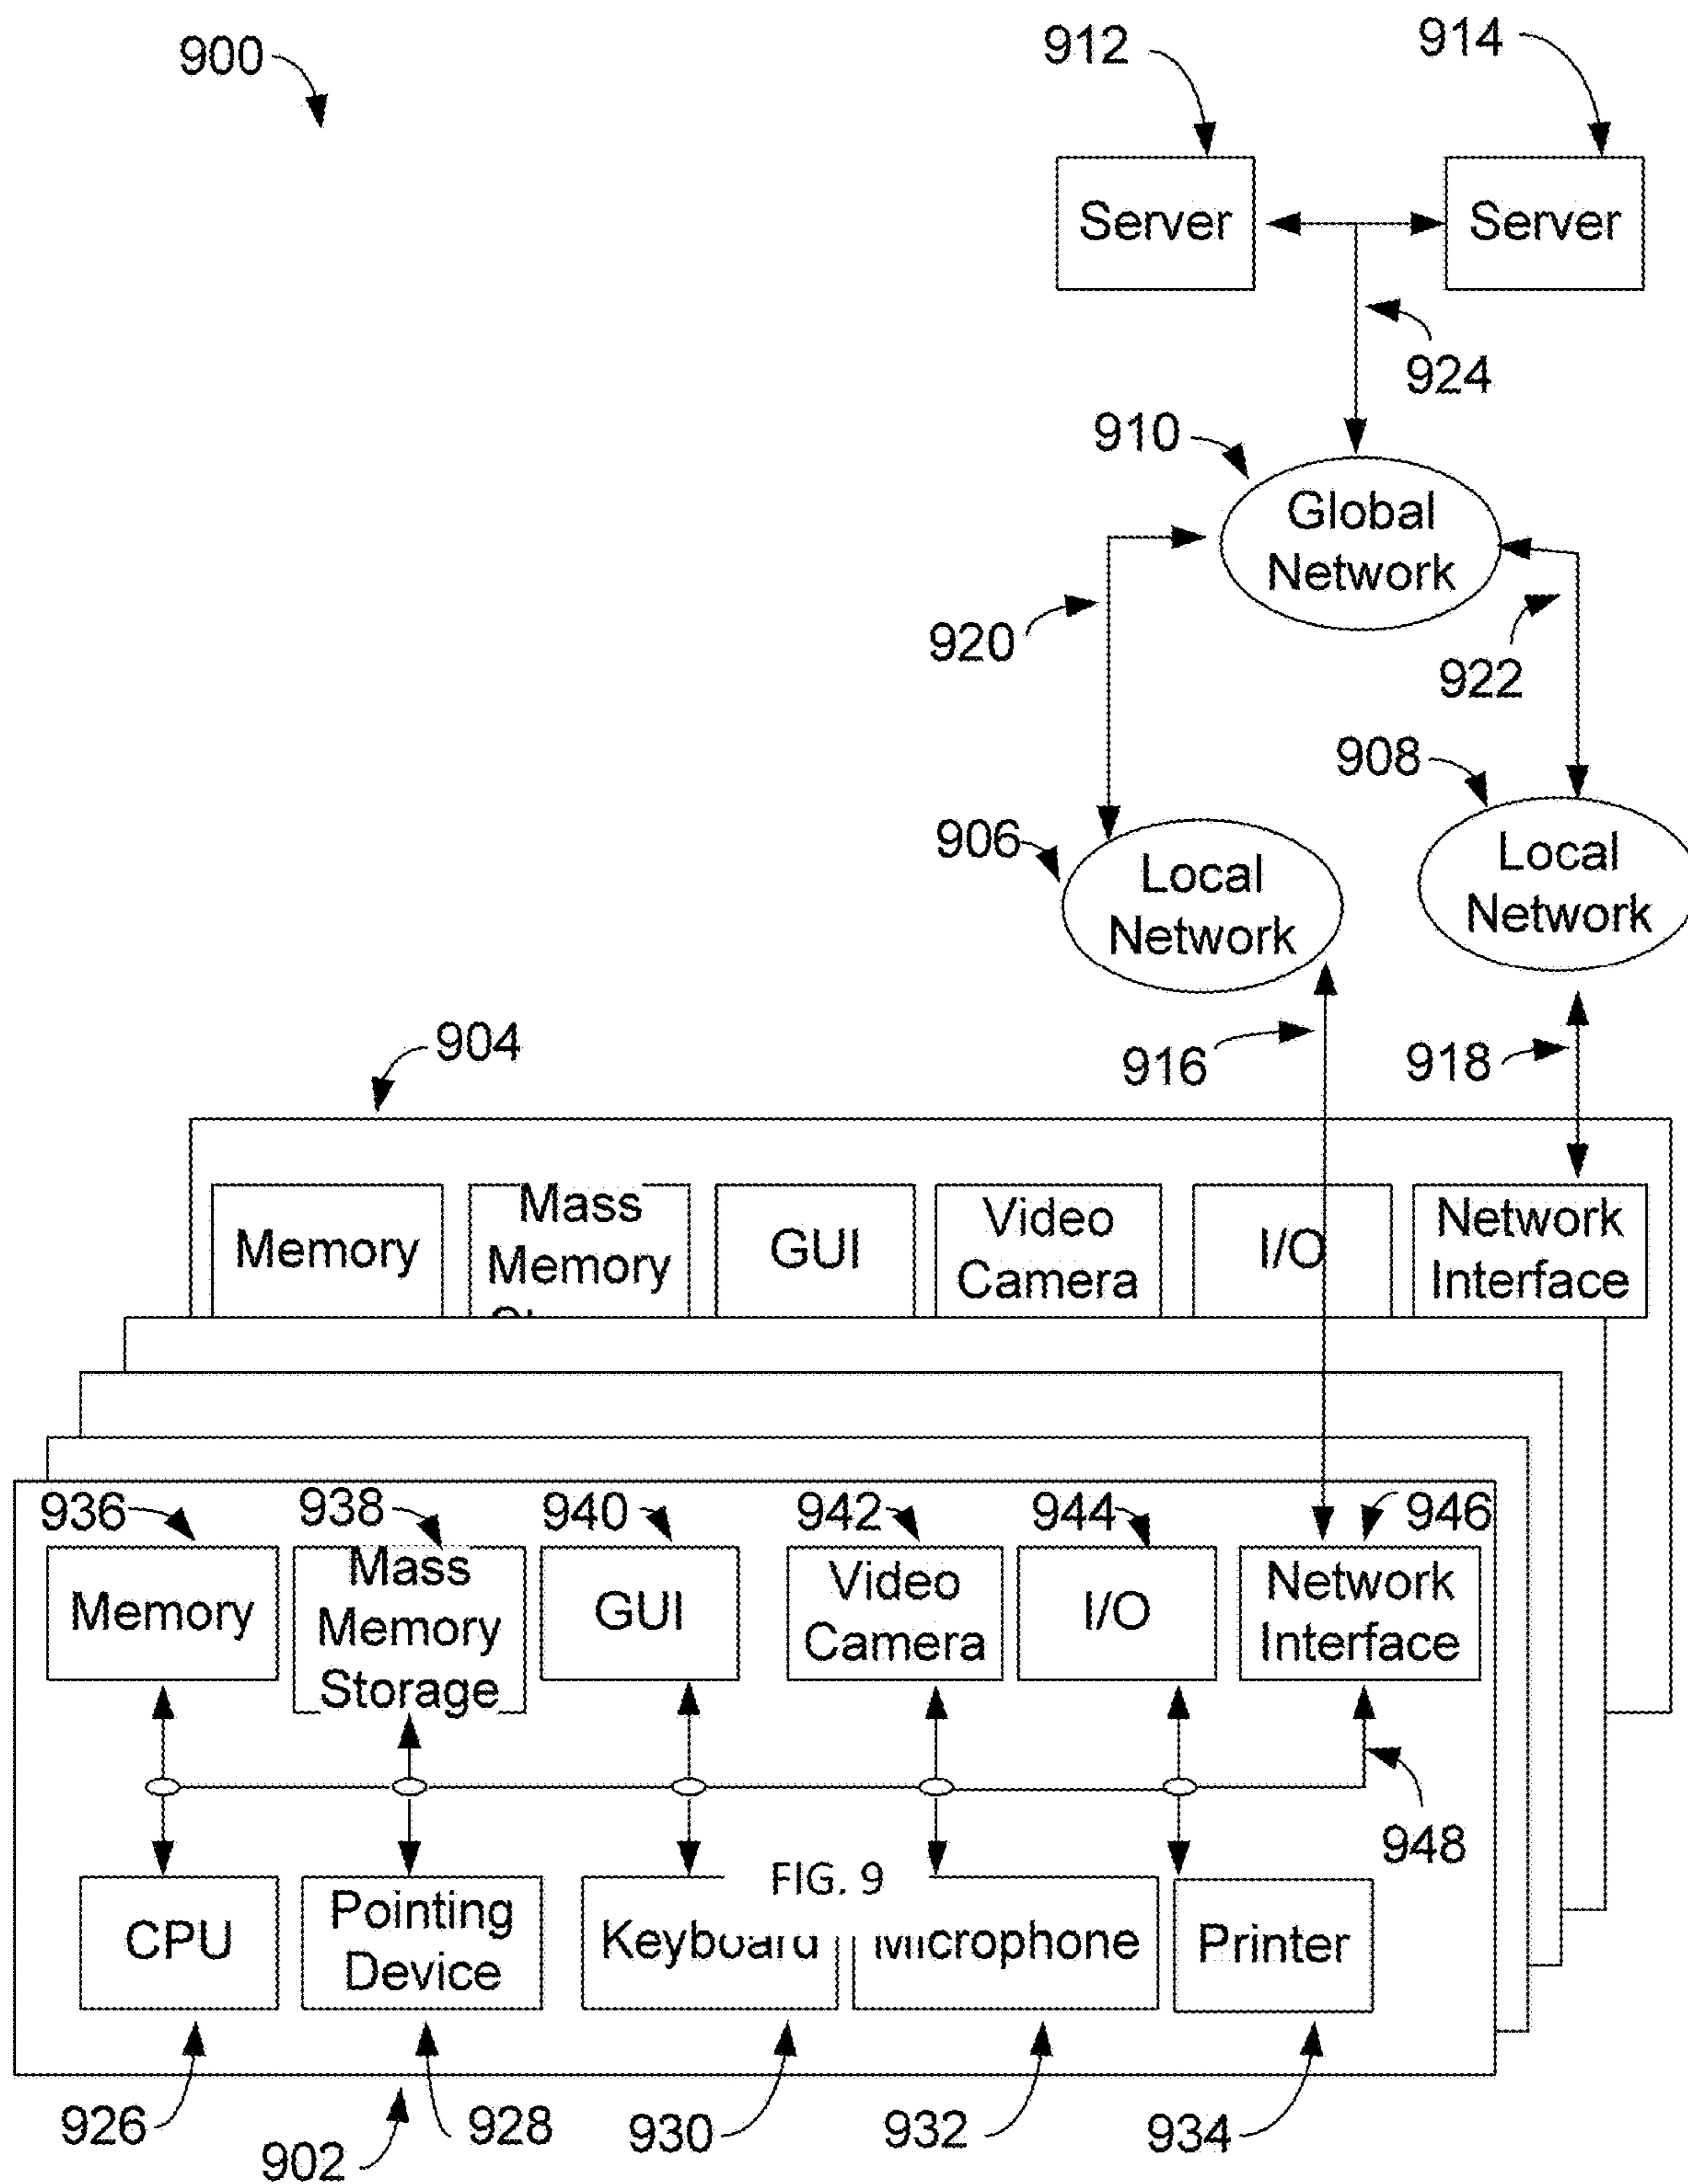 900
912
914
Server
Server
924
910
Global
Network
920
922
908
906
Local
Network
Local
Network
904
916
918
Memory
Mass
Memory
GUI
Video
Camera
I/O
Network
Interface
936
938
940
942
944
946
Memory
Mass
Memory
Storage
GUI
Video
Camera
I/O
Network
Interface
948
CPU
Pointing
Device
FIG. 9
Keyboard
Microphone
Printer
926
902
928
930
932
934